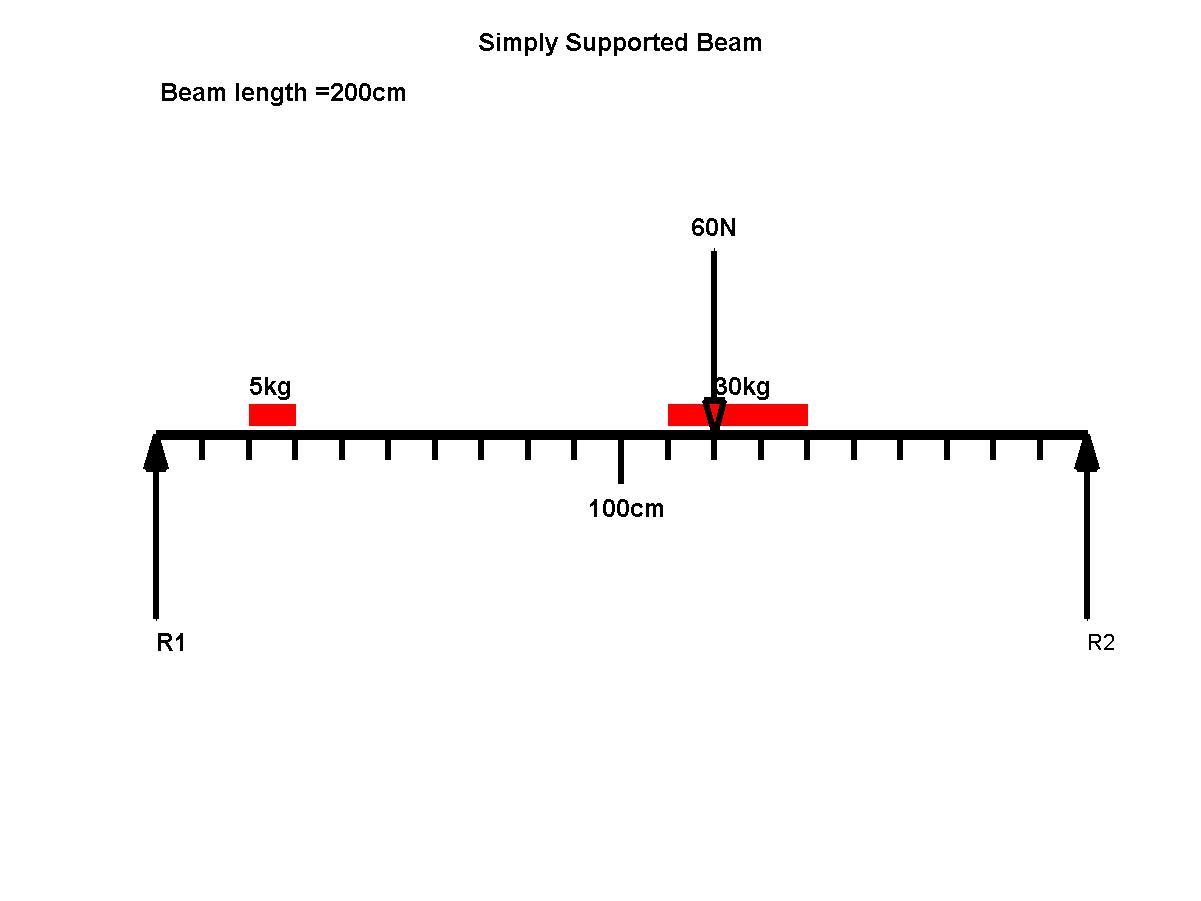 Simply Supported Beam
Beam length =200cm
60N
5kg
30kg
100cm
R1
R2